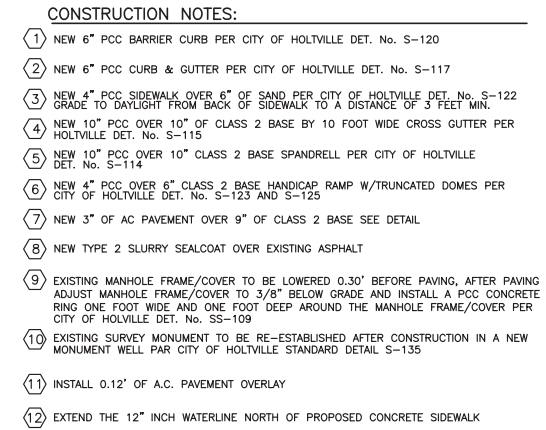 CONSTRUCTION NOTES:
1 NEW 6" PCC BARRIER CURB PER CITY OF HOLTVILLE DET. No. S-120
2 NEW 6" PCC CURB & GUTTER PER CITY OF HOLTVILLE DET. No. S-117
3 NEW 4" PCC SIDEWALK OVER 6" OF SAND PER CITY OF HOLTVILLE DET. No. S-122
GRADE TO DAYLIGHT FROM BACK OF SIDEWALK TO A DISTANCE OF 3 FEET MIN.
4 NEW 10" PCC OVER 10" OF CLASS 2 BASE BY 10 FOOT WIDE CROSS GUTTER PER
HOLTVILLE DET. No. S-115
5 NEW 10" PCC OVER 10" CLASS 2 BASE SPANDRELL PER CITY OF HOLTVILLE
DET. No. S-114
6 NEW 4" PCC OVER 6" CLASS 2 BASE HANDICAP RAMP W/TRUNCATED DOMES PER
CITY OF HOLTVILLE DET. No. S-123 AND S-125
7 NEW 3" OF AC PAVEMENT OVER 9" OF CLASS 2 BASE SEE DETAIL
8 NEW TYPE 2 SLURRY SEALCOAT OVER EXISTING ASPHALT
9 EXISTING MANHOLE FRAME/COVER TO BE LOWERED 0.30' BEFORE PAVING, AFTER PAVING
ADJUST MANHOLE FRAME/COVER TO 3/8" BELOW GRADE AND INSTALL A PCC CONCRETE
RING ONE FOOT WIDE AND ONE FOOT DEEP AROUND THE MANHOLE FRAME/COVER PER
CITY OF HOLVILLE DET. No. SS-109
10 EXISTING SURVEY MONUMENT TO BE RE-ESTABLISHED AFTER CONSTRUCTION IN A NEW
MONUMENT WELL PAR CITY OF HOLTVILLE STANDARD DETAIL S-135
11 INSTALL 0.12' OF A.C. PAVEMENT OVERLAY
12 EXTEND THE 12" INCH WATERLINE NORTH OF PROPOSED CONCRETE SIDEWALK